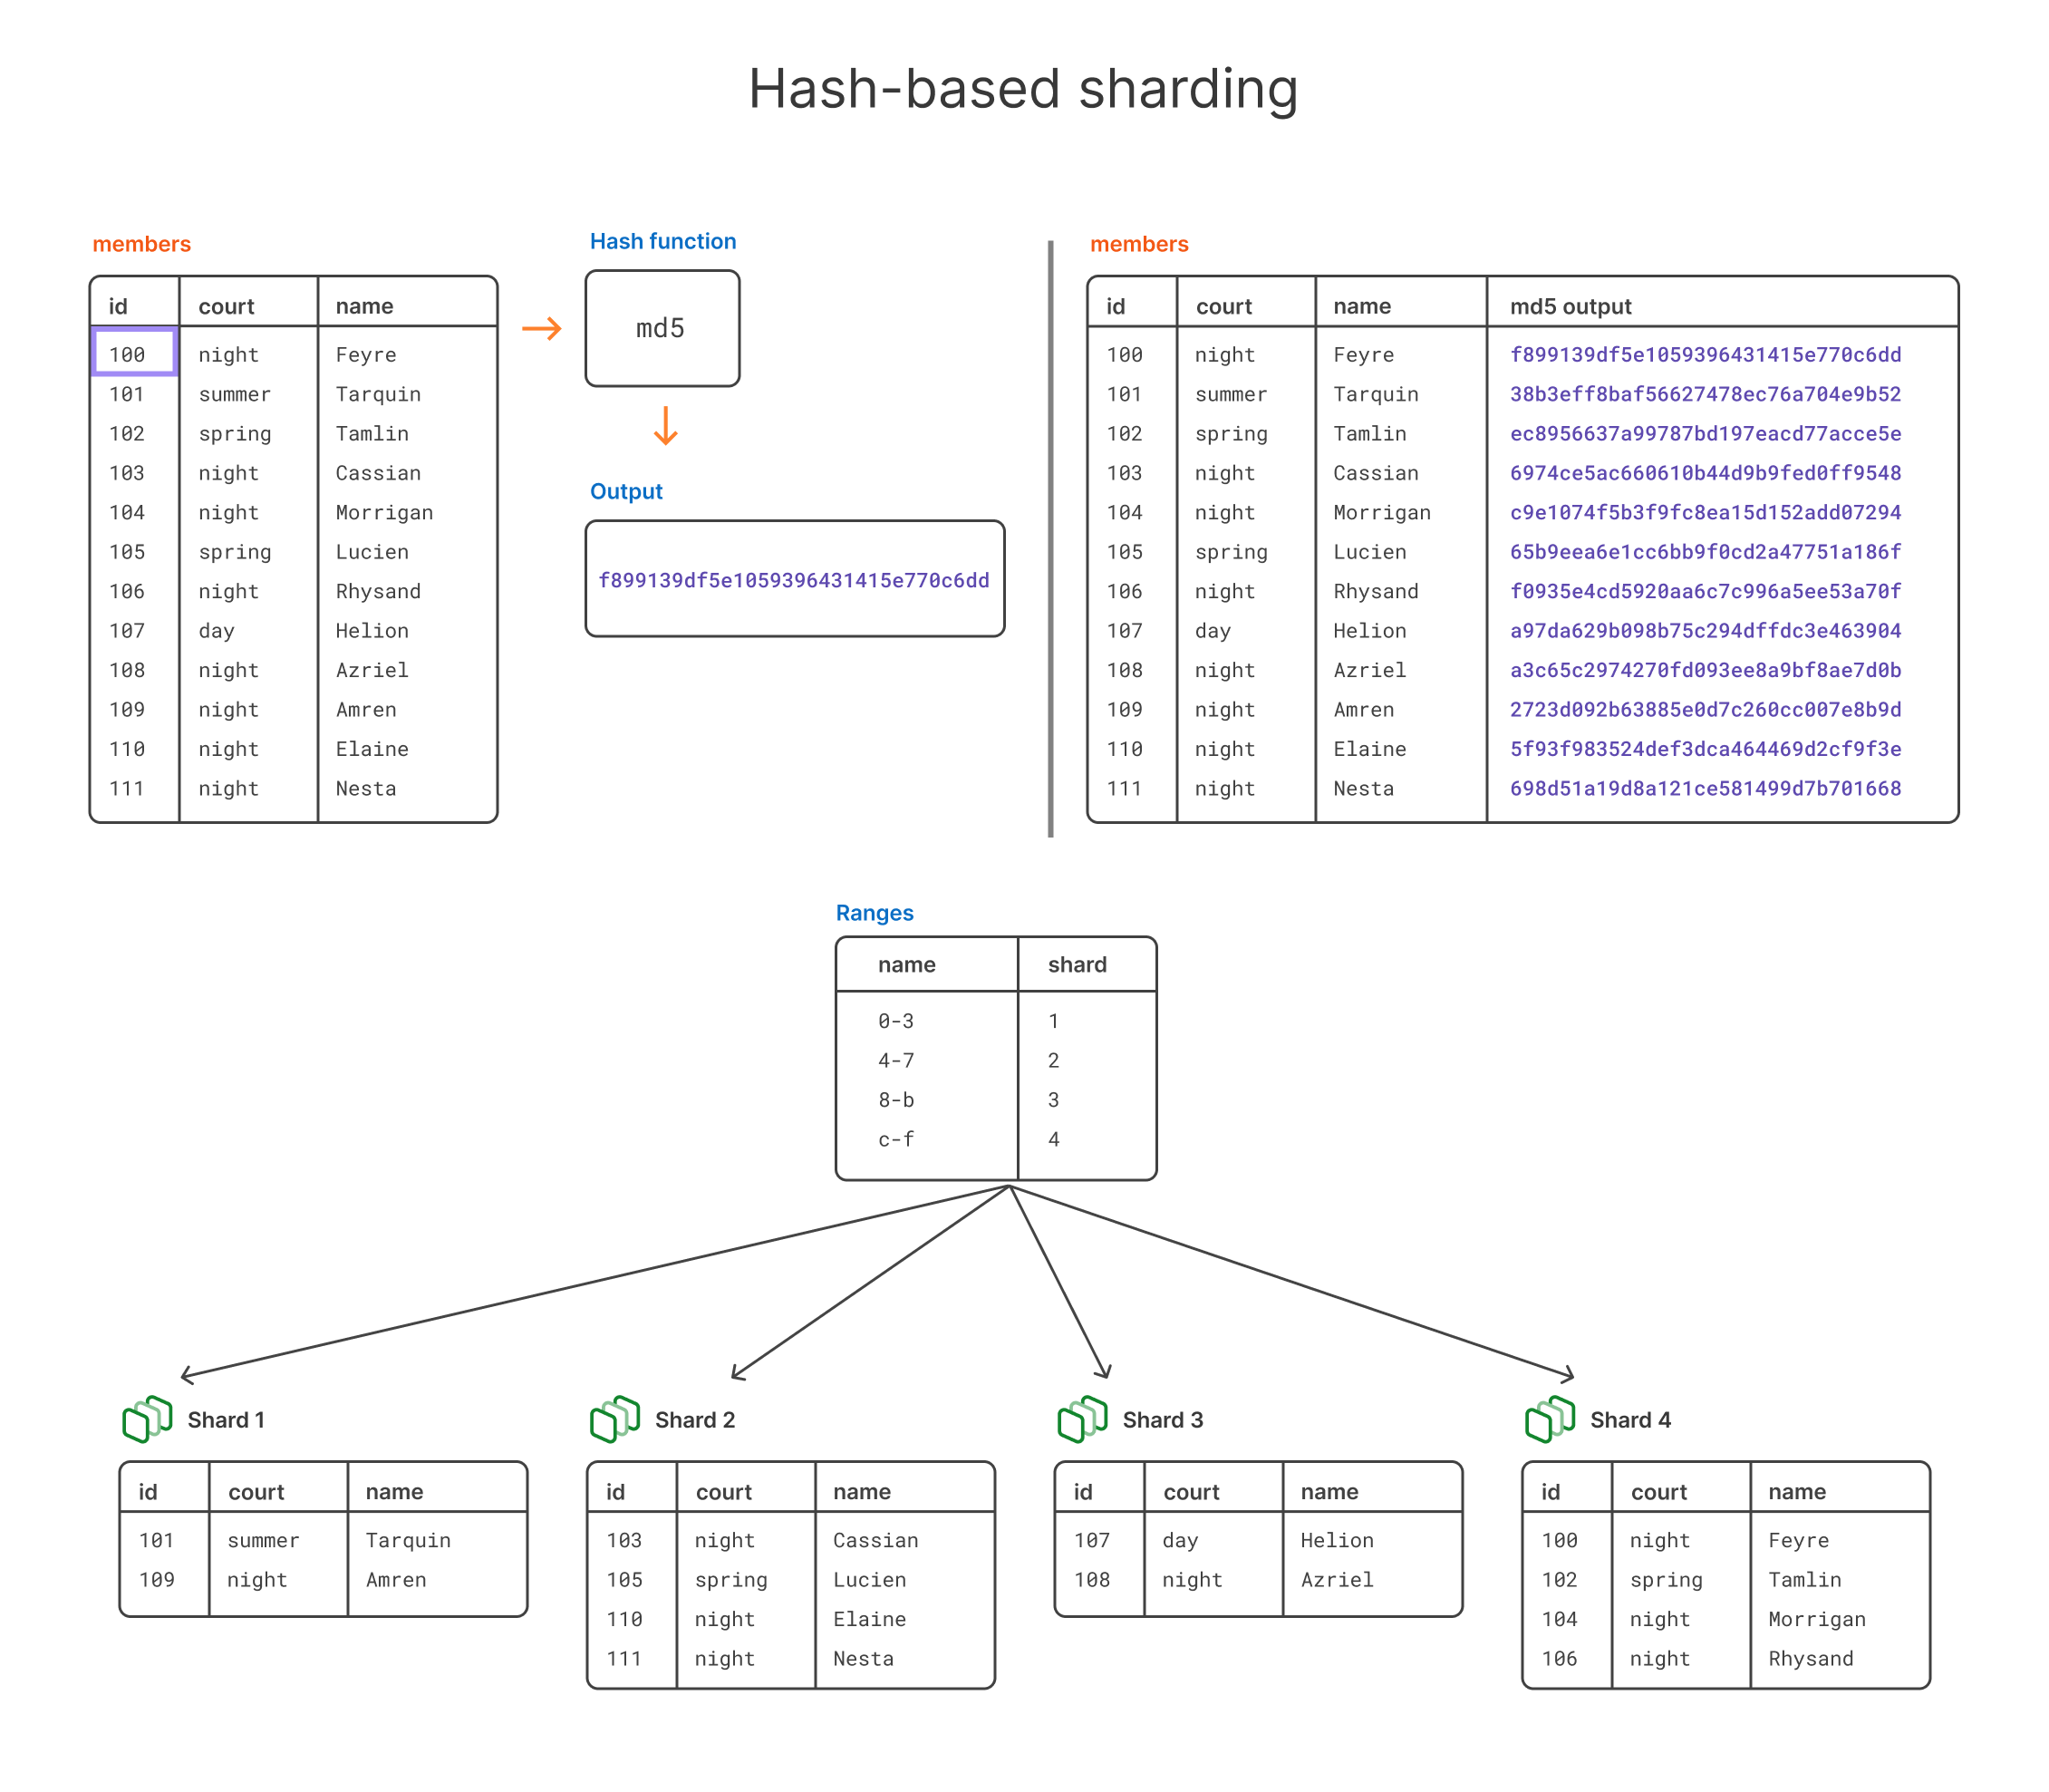 Hash-based sharding
members
id court name
100 night Feyre
101 summer Tarquin
102 spring Tamlin
103 night Cassian
104 night Morrigan
105 spring Lucien
106 night Rhysand
107 day Helion
108 night Azriel
109 night Amren
110 night Elaine
111 night Nesta
Hash function
md5
Output
f899139df5e1059396431415e770c6dd
members
id court name md5 output
100 night Feyre f899139df5e1059396431415e770c6dd
101 summer Tarquin 38b3eff8baf56627478ec76a704e9b52
102 spring Tamlin ec8956637a99787bd197eacd77acce5e
103 night Cassian 6974ce5ac660610b44d9b9fed0ff9548
104 night Morrigan c9e1074f5b3f9fc8ea15d152add07294
105 spring Lucien 65b9eea6e1cc6bb9f0cd2a47751a186f
106 night Rhysand f0935e4cd5920aa6c7c996a5ee53a70f
107 day Helion a97da629b098b75c294dffdc3e463904
108 night Azriel a3c65c2974270fd093ee8a9bf8ae7d0b
109 night Amren 2723d092b63885e0d7c260cc007e8b9d
110 night Elaine 5f93f983524def3dca464469d2cf9f3e
111 night Nesta 698d51a19d8a121ce581499d7b701668
Ranges
name shard
0-3 1
4-7 2
8-b 3
c-f 4
Shard 1
id court name
101 summer Tarquin
109 night Amren
Shard 2
id court name
103 night Cassian
105 spring Lucien
110 night Elaine
111 night Nesta
Shard 3
id court name
107 day Helion
108 night Azriel
Shard 4
id court name
100 night Feyre
102 spring Tamlin
104 night Morrigan
106 night Rhysand